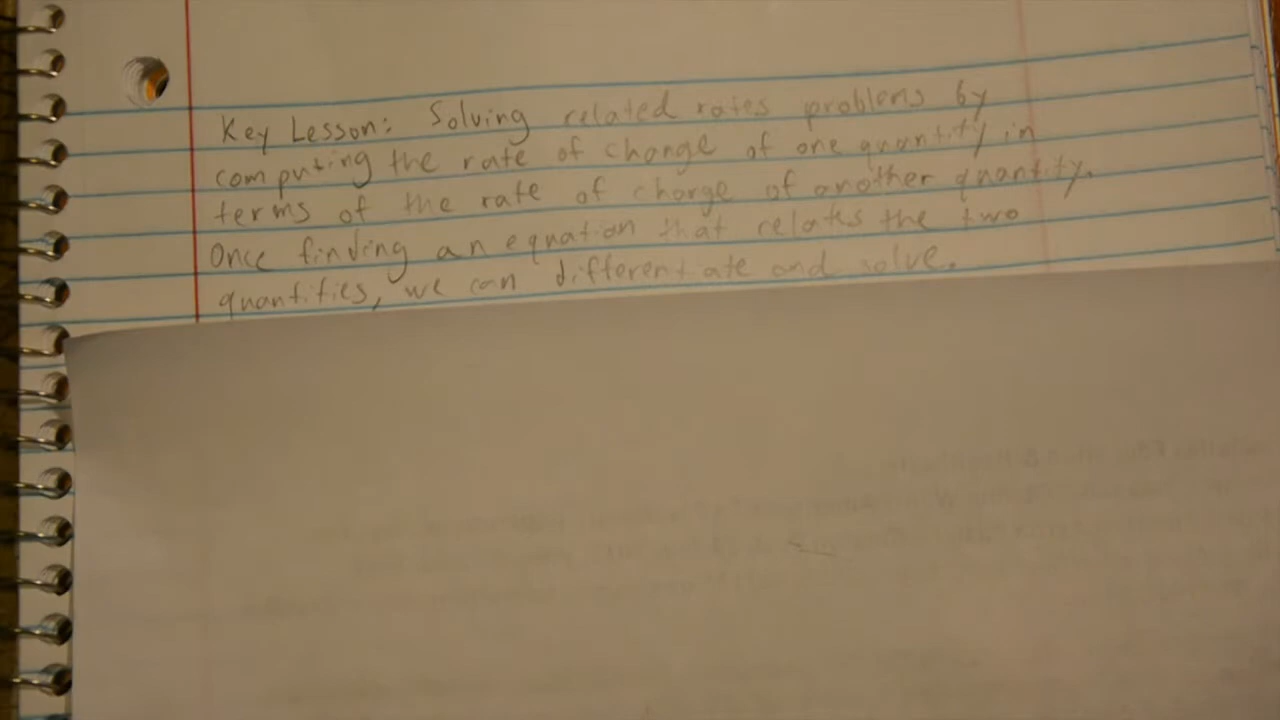 Key Lesson: Solving related rates problems by
computing the rate of change of one quantity in
terms of the rate of change of another quantity.
Once finding an equation that relates the two
quantities, we can differentiate and solve.